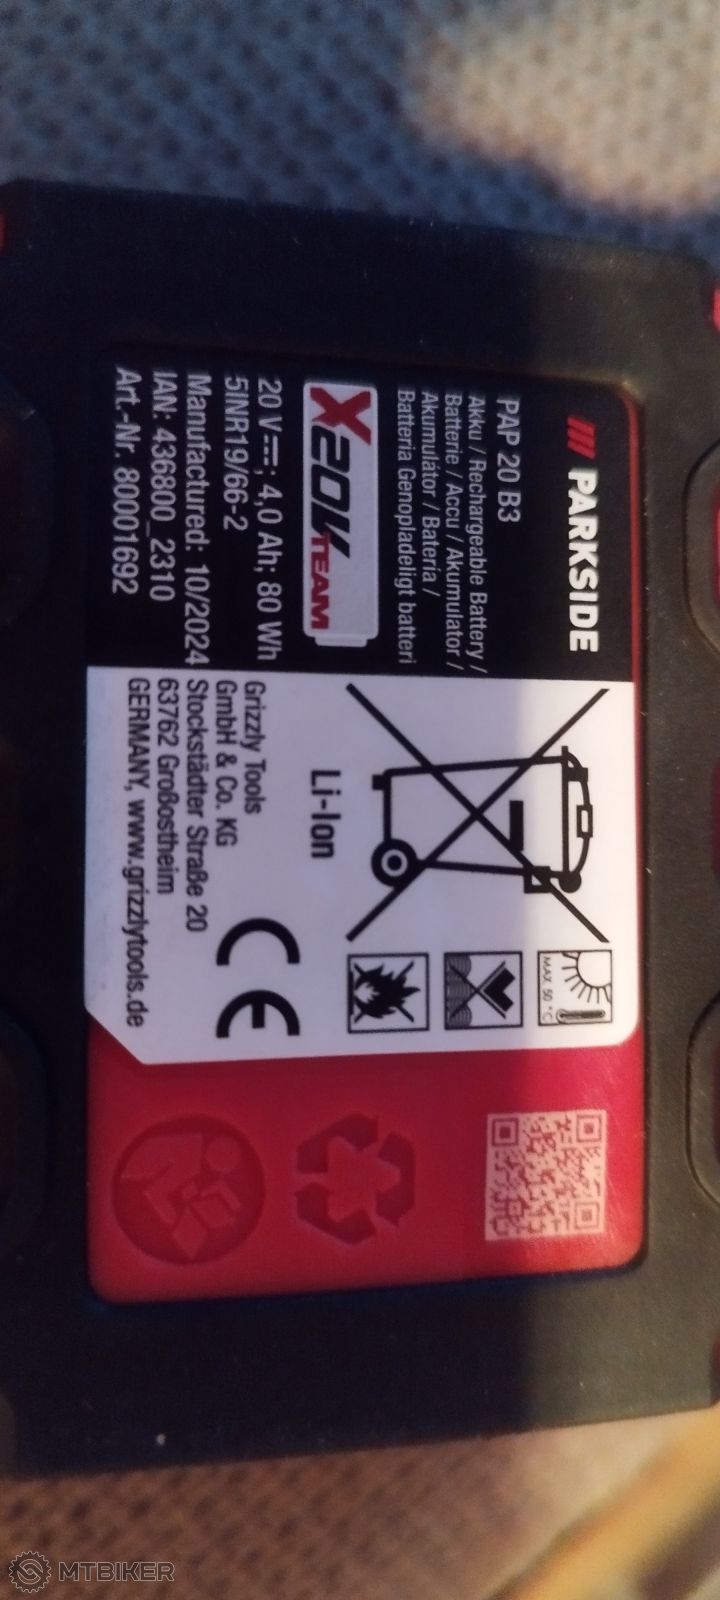 PARKSIDE
PAP 20 B3
Akku / Rechargeable Battery /
Batterie / Accu / Akumulator /
Akumulátor / Batería /
Batteria Genopladeligt batteri
X20V TEAM
20 V ⎓; 4,0 Ah; 80 Wh
5INR19/66-2
Manufactured: 10/2024
IAN: 436800_2310
Art.-Nr. 80001692
Li-Ion
Grizzly Tools
GmbH & Co. KG
Stockstädter Straße 20
63762 Großostheim
GERMANY, www.grizzlytools.de
CE
MAX. 50 °C
MTBIKER